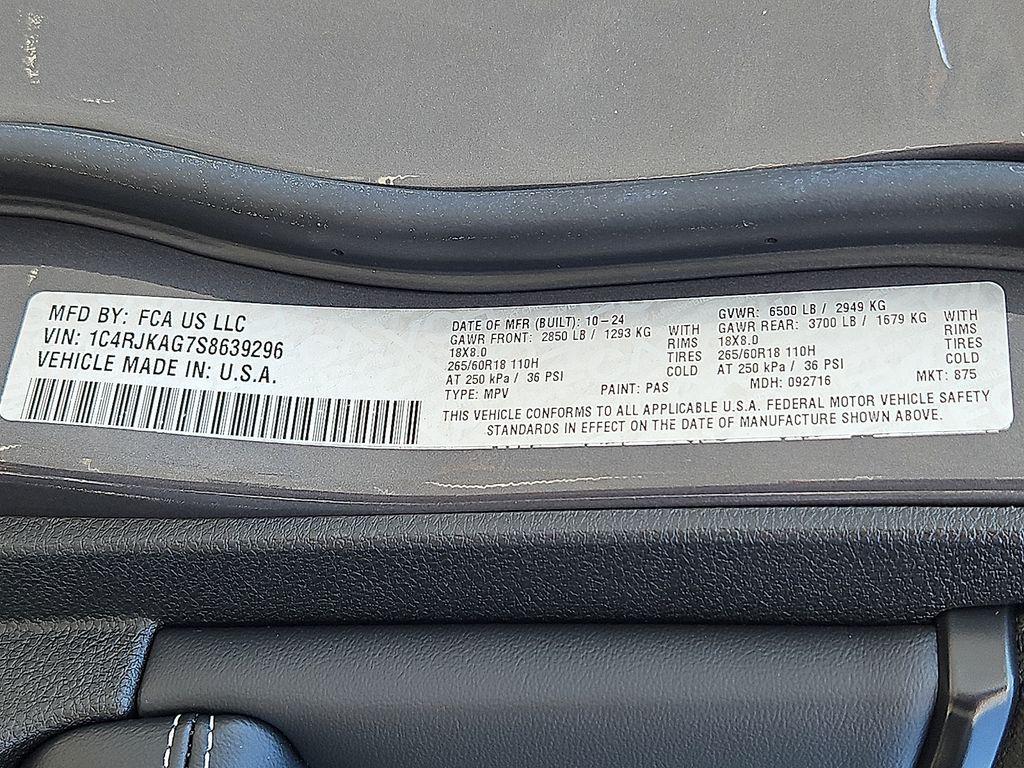 MFD BY: FCA US LLC
VIN: 1C4RJKAG7S8639296
VEHICLE MADE IN: U.S.A.
DATE OF MFR (BUILT): 10-24
GAWR FRONT: 2850 LB / 1293 KG WITH
18X8.0 RIMS
265/60R18 110H TIRES
AT 250 kPa / 36 PSI COLD
TYPE: MPV PAINT: PAS
GVWR: 6500 LB / 2949 KG
GAWR REAR: 3700 LB / 1679 KG WITH
18X8.0 RIMS
265/60R18 110H TIRES
AT 250 kPa / 36 PSI COLD
MDH: 092716 MKT: 875
THIS VEHICLE CONFORMS TO ALL APPLICABLE U.S.A. FEDERAL MOTOR VEHICLE SAFETY
STANDARDS IN EFFECT ON THE DATE OF MANUFACTURE SHOWN ABOVE.